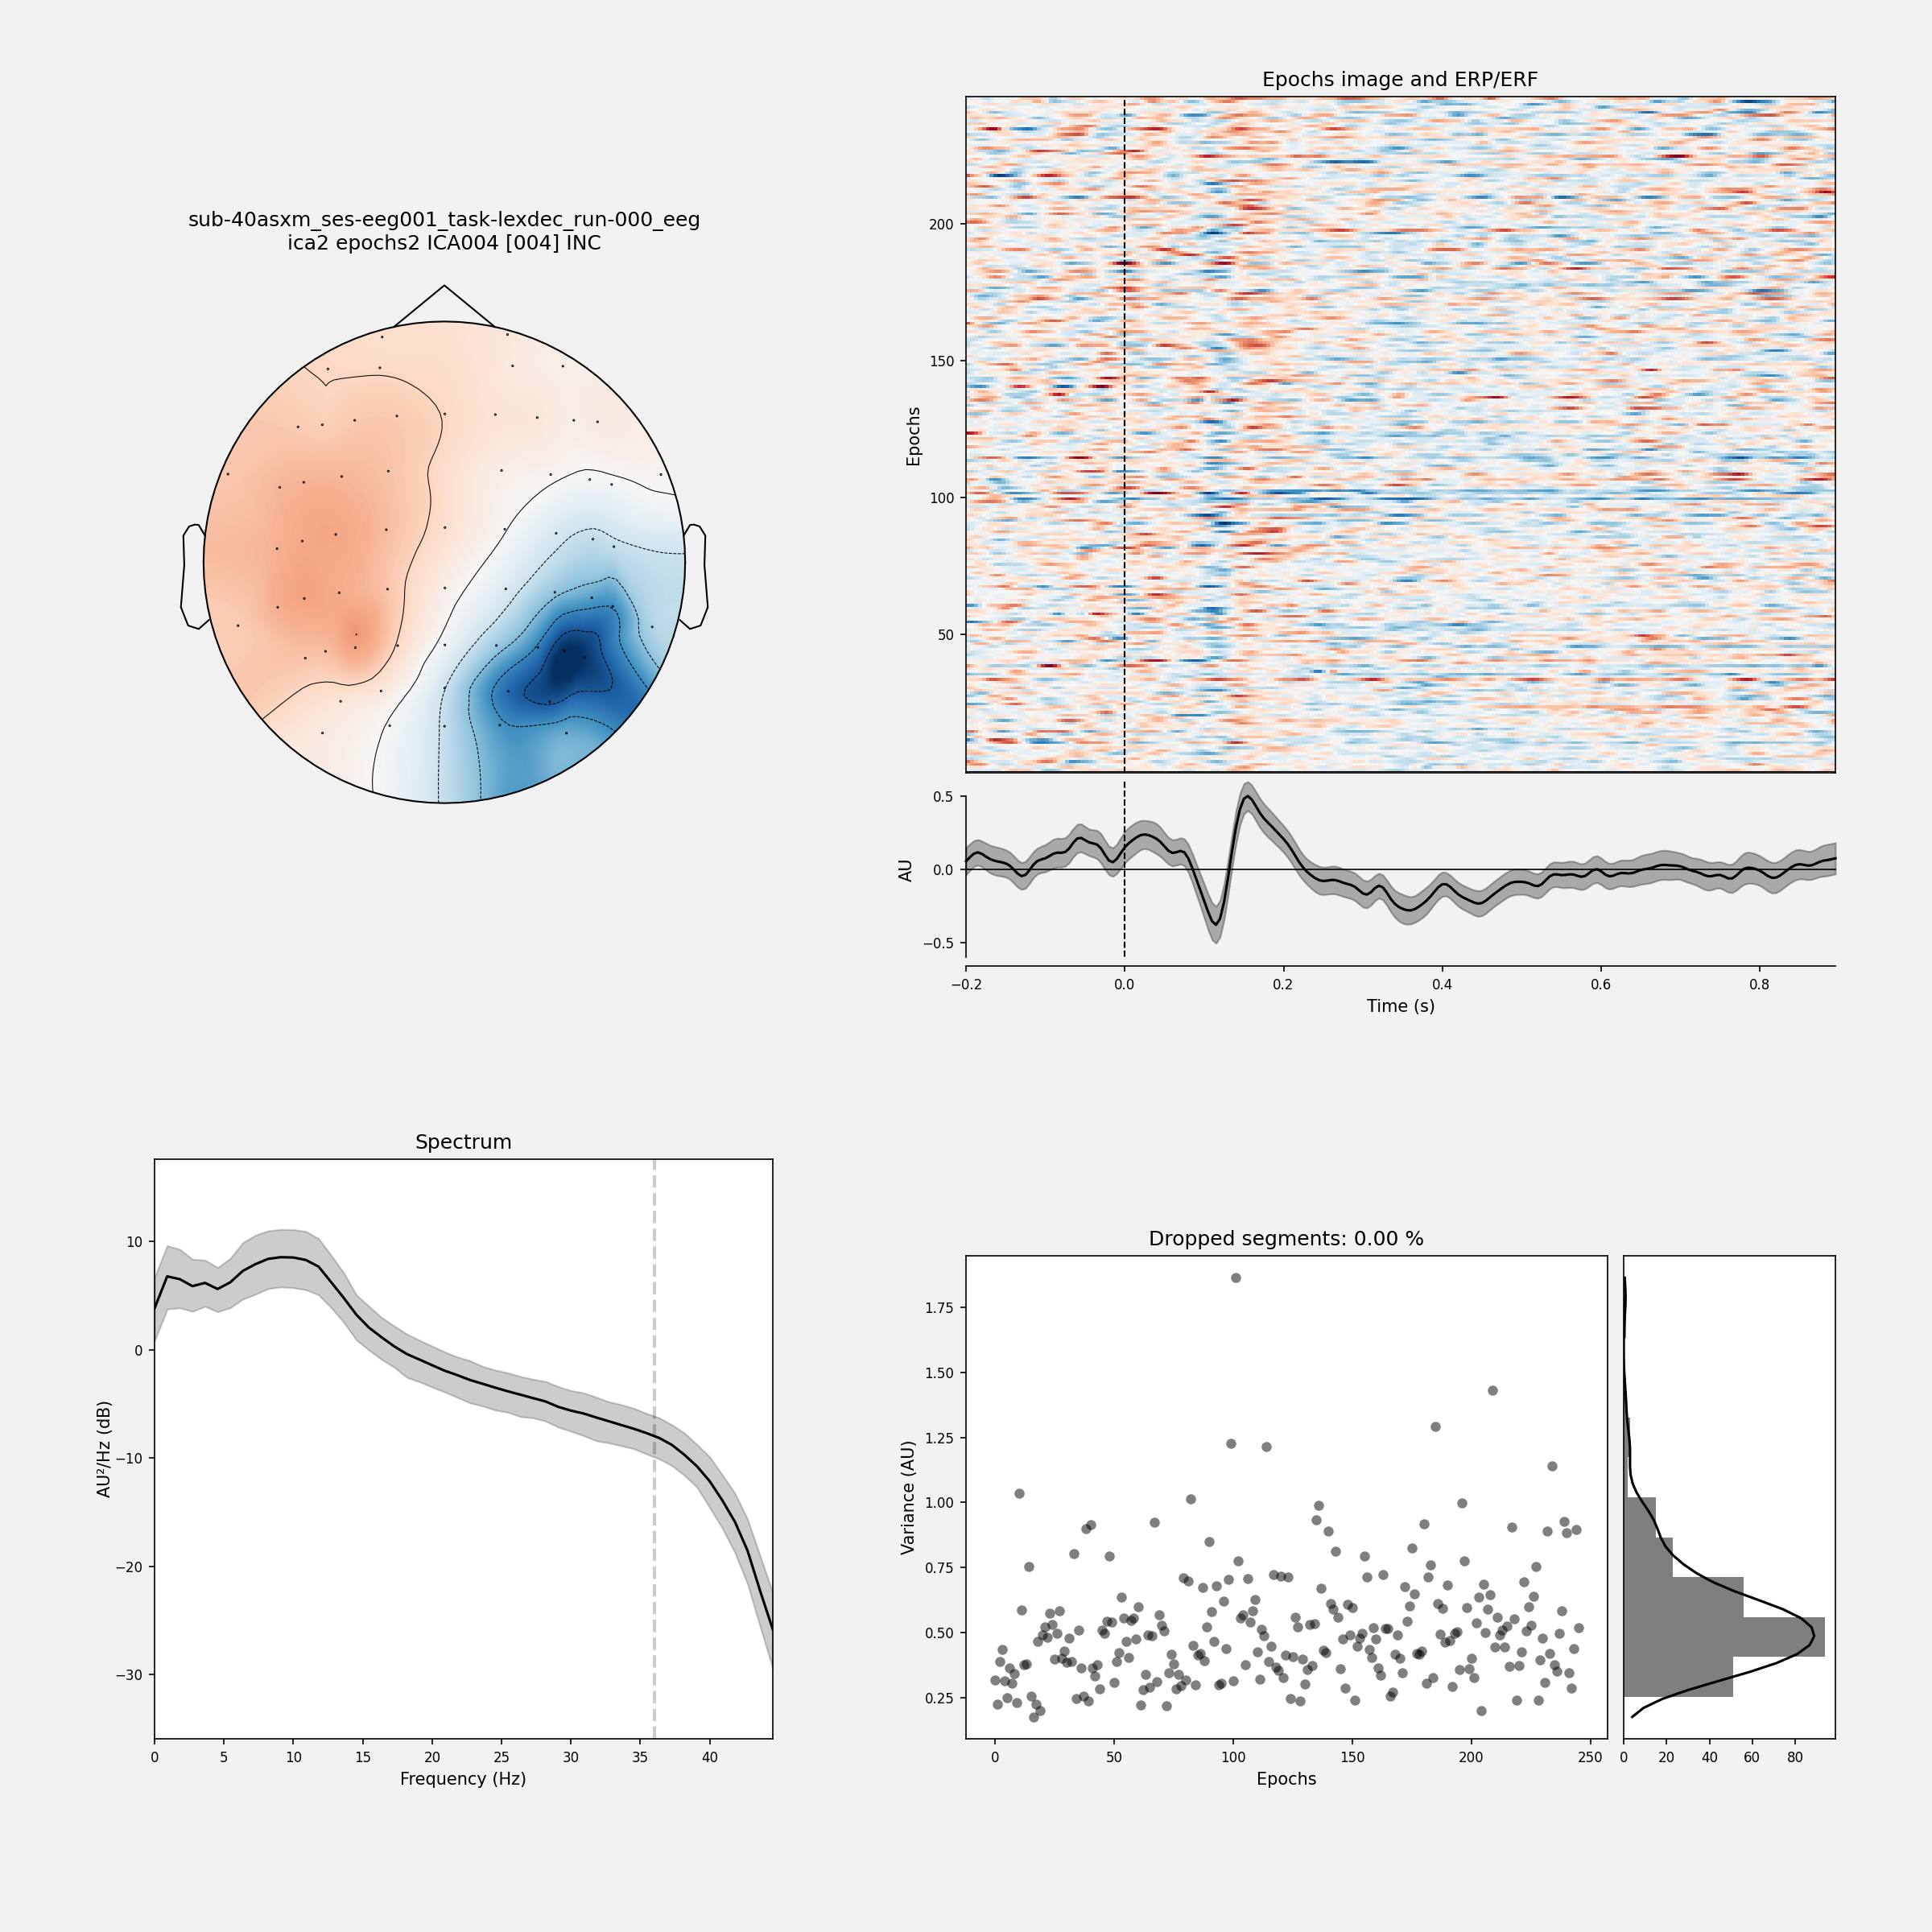 sub-40asxm_ses-eeg001_task-lexdec_run-000_eeg
ica2 epochs2 ICA004 [004] INC
Epochs image and ERP/ERF
Epochs
200
150
100
50
AU
0.5
0.0
−0.5
−0.2 0.0 0.2 0.4 0.6 0.8
Time (s)
Spectrum
AU²/Hz (dB)
10
0
−10
−20
−30
0 5 10 15 20 25 30 35 40
Frequency (Hz)
Dropped segments: 0.00 %
Variance (AU)
1.75
1.50
1.25
1.00
0.75
0.50
0.25
0 50 100 150 200 250
Epochs
0 20 40 60 80